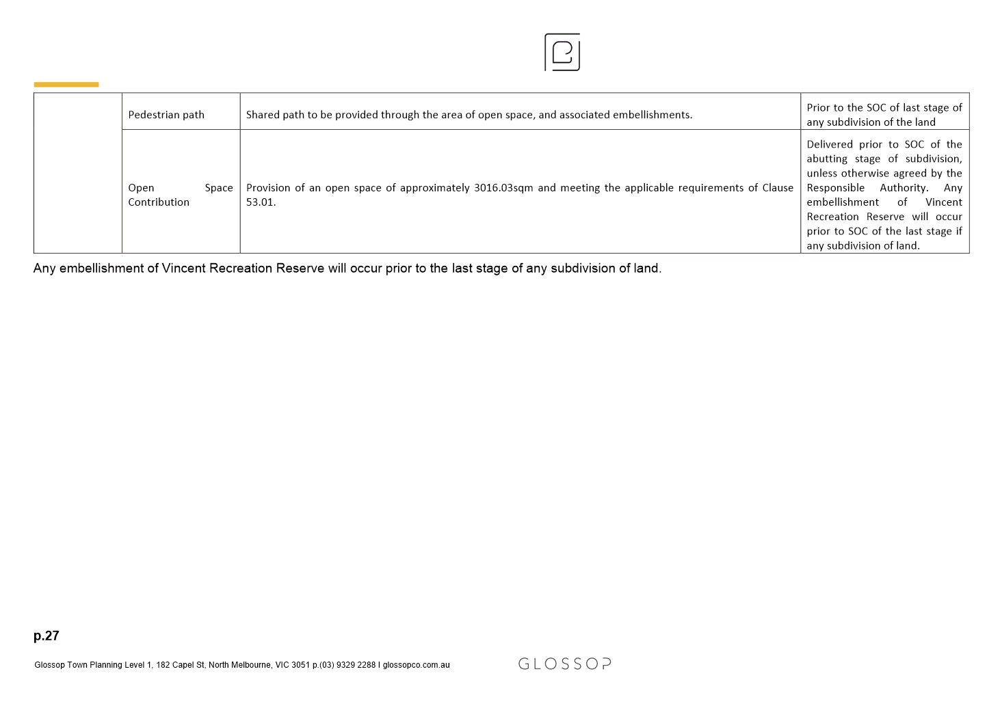 Pedestrian path
Shared path to be provided through the area of open space, and associated embellishments.
Prior to the SOC of last stage of
any subdivision of the land
Open Space
Contribution
Provision of an open space of approximately 3016.03sqm and meeting the applicable requirements of Clause
53.01.
Delivered prior to SOC of the
abutting stage of subdivision,
unless otherwise agreed by the
Responsible Authority. Any
embellishment of Vincent
Recreation Reserve will occur
prior to SOC of the last stage if
any subdivision of land.
Any embellishment of Vincent Recreation Reserve will occur prior to the last stage of any subdivision of land.
p.27
Glossop Town Planning Level 1, 182 Capel St, North Melbourne, VIC 3051 p.(03) 9329 2288 I glossopco.com.au
GLOSSOP